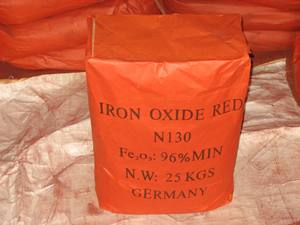 IRON OXIDE RED
N130
Fe₂O₃: 96%MIN
N.W: 25 KGS
GERMANY